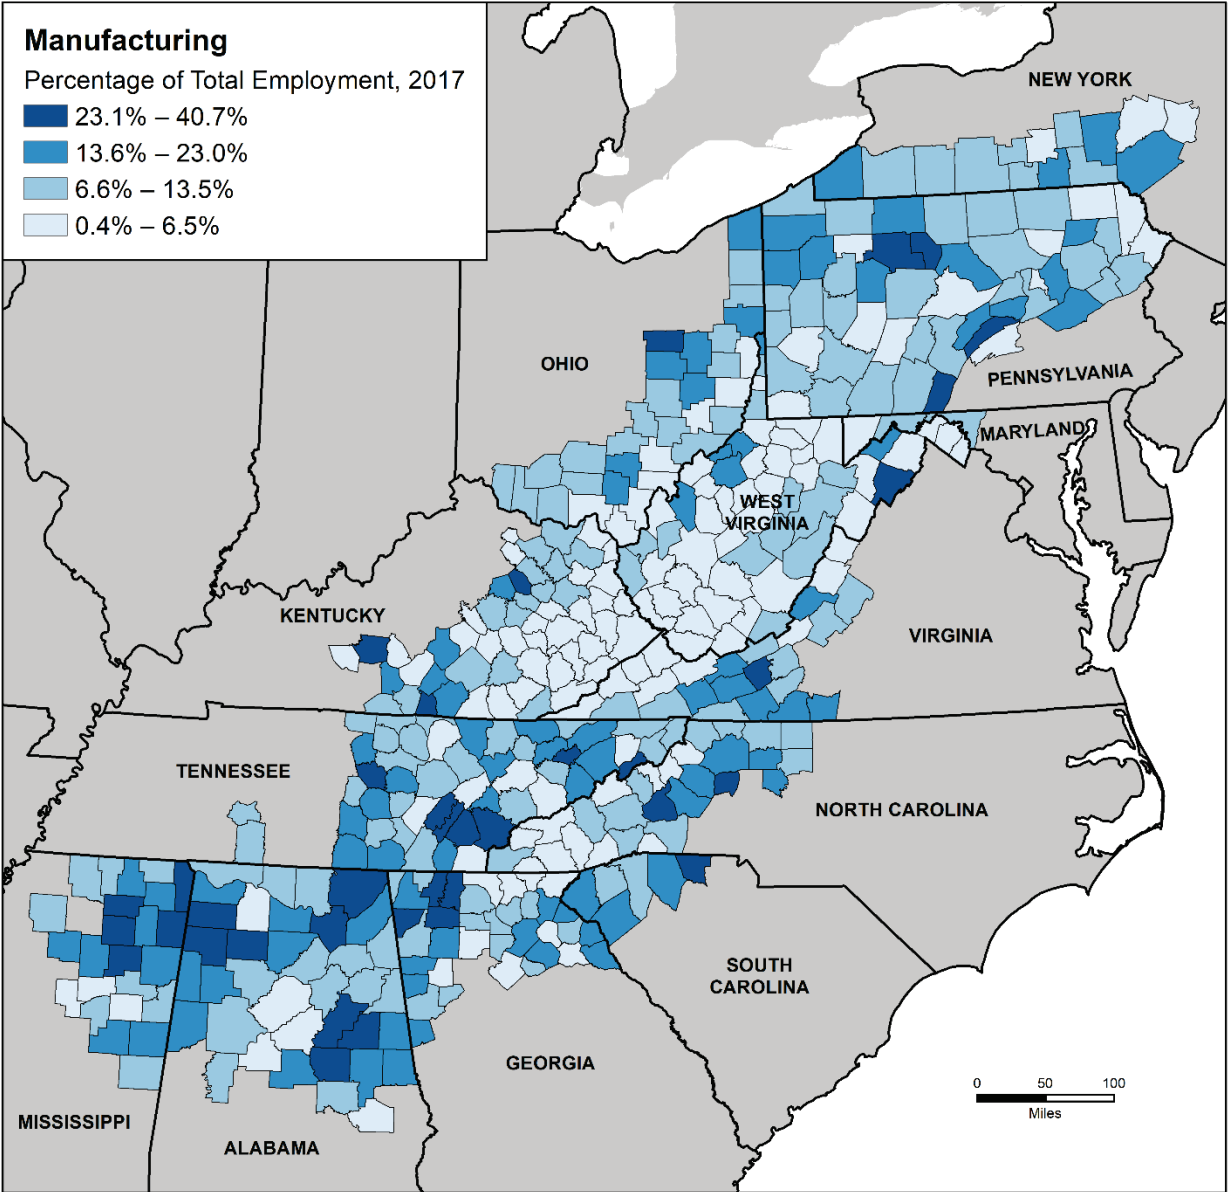 Manufacturing
Percentage of Total Employment, 2017
23.1% – 40.7%
13.6% – 23.0%
6.6% – 13.5%
0.4% – 6.5%
NEW YORK
OHIO
PENNSYLVANIA
MARYLAND
WEST
VIRGINIA
KENTUCKY
VIRGINIA
TENNESSEE
NORTH CAROLINA
SOUTH
CAROLINA
GEORGIA
0 50 100
Miles
MISSISSIPPI
ALABAMA